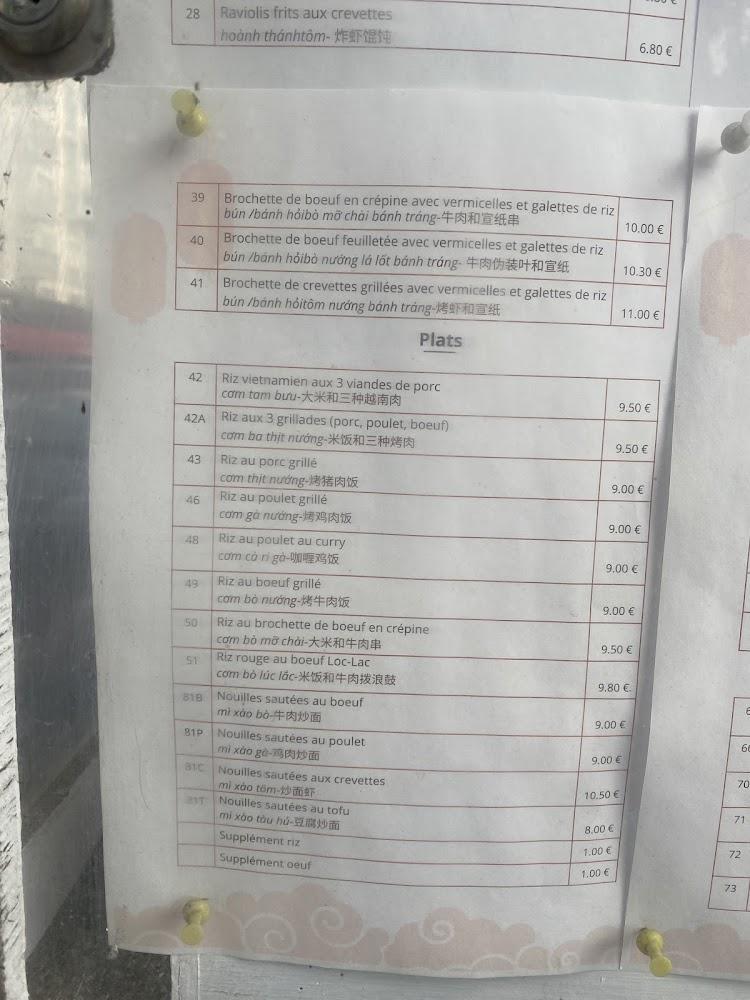 28 Raviolis frits aux crevettes
hoành thánhtôm- 炸虾馄饨
6.80 €
39 Brochette de boeuf en crépine avec vermicelles et galettes de riz
bún /bánh hỏibò mỡ chài bánh tráng-牛肉和宣纸串
10.00 €
40 Brochette de boeuf feuilletée avec vermicelles et galettes de riz
bún /bánh hỏibò nướng lá lốt bánh tráng- 牛肉伪装叶和宣纸
10.30 €
41 Brochette de crevettes grillées avec vermicelles et galettes de riz
bún /bánh hỏitôm nướng bánh tráng-烤虾和宣纸
11.00 €
Plats
42 Riz vietnamien aux 3 viandes de porc
cơm tam bưu-大米和三种越南肉
9.50 €
42A Riz aux 3 grillades (porc, poulet, boeuf)
cơm ba thịt nướng-米饭和三种烤肉
9.50 €
43 Riz au porc grillé
cơm thịt nướng-烤猪肉饭
9.00 €
46 Riz au poulet grillé
cơm gà nướng-烤鸡肉饭
9.00 €
48 Riz au poulet au curry
cơm cà ri gà-咖喱鸡饭
9.00 €
49 Riz au boeuf grillé
cơm bò nướng-烤牛肉饭
9.00 €
50 Riz au brochette de boeuf en crépine
cơm bò mỡ chài-大米和牛肉串
9.50 €
51 Riz rouge au boeuf Loc-Lac
cơm bò lúc lắc-米饭和牛肉拨浪鼓
9.80 €
81B Nouilles sautées au boeuf
mì xào bò-牛肉炒面
9.00 €
81P Nouilles sautées au poulet
mì xào gà-鸡肉炒面
9.00 €
81C Nouilles sautées aux crevettes
mì xào tôm-炒面虾
10.50 €
81T Nouilles sautées au tofu
mì xào tàu hủ-豆腐炒面
8.00 €
Supplément riz
1.00 €
Supplément oeuf
1.00 €
70
71
72
73